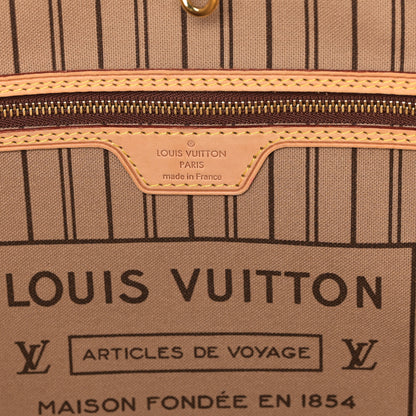 ®
LOUIS VUITTON
PARIS
made in France
LOUIS VUITTON
LV ARTICLES DE VOYAGE LV
MAISON FONDÉE EN 1854